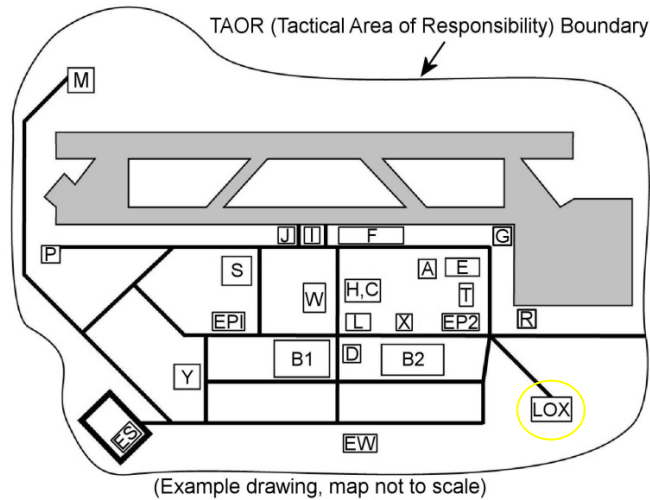 TAOR (Tactical Area of Responsibility) Boundary
M
J I F G
P
S A E
W H,C T
EPI L X EP2 R
B1 D B2
Y
LOX
ES
EW
(Example drawing, map not to scale)